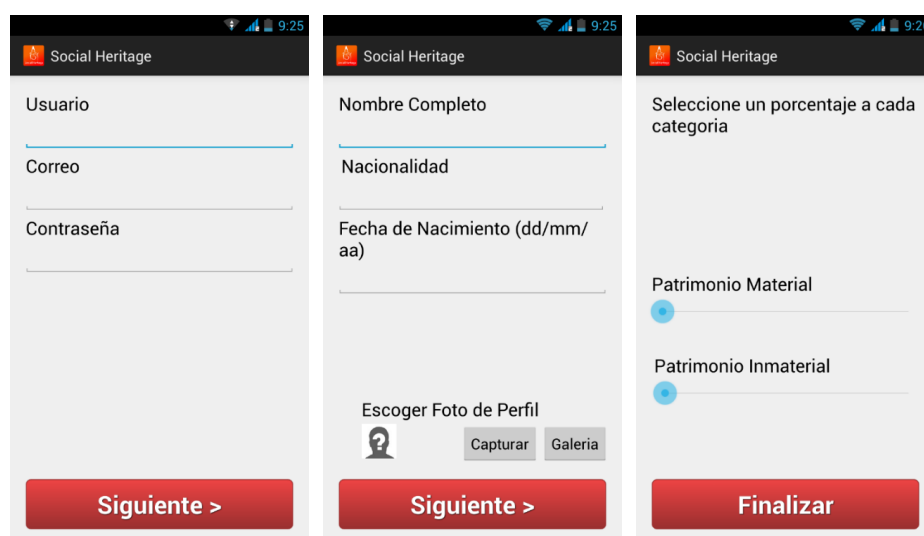 9:25
Social Heritage
Usuario
Correo
Contraseña
Siguiente >
9:25
Social Heritage
Nombre Completo
Nacionalidad
Fecha de Nacimiento (dd/mm/
aa)
Escoger Foto de Perfil
Capturar
Galeria
Siguiente >
Social Heritage
Seleccione un porcentaje a cada
categoria
Patrimonio Material
Patrimonio Inmaterial
Finalizar